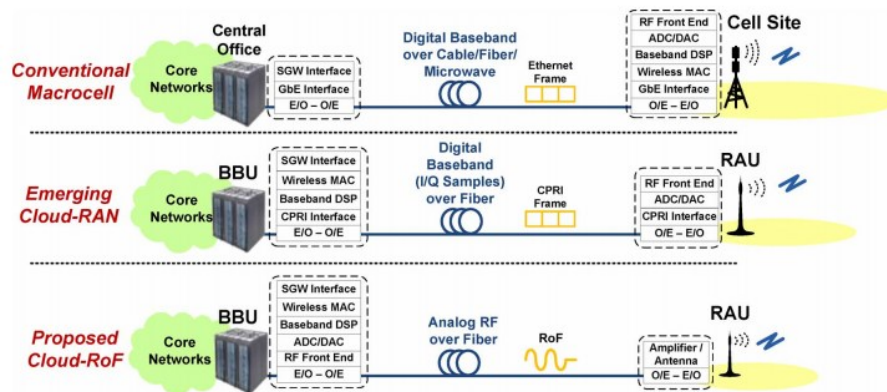 Conventional
Macrocell
Core
Networks
Central
Office
SGW Interface
GbE Interface
E/O – O/E
Digital Baseband
over Cable/Fiber/
Microwave
Ethernet
Frame
RF Front End
ADC/DAC
Baseband DSP
Wireless MAC
GbE Interface
O/E – E/O
Cell Site
Emerging
Cloud-RAN
Core
Networks
BBU
SGW Interface
Wireless MAC
Baseband DSP
CPRI Interface
E/O – O/E
Digital
Baseband
(I/Q Samples)
over Fiber
CPRI
Frame
RF Front End
ADC/DAC
CPRI Interface
O/E – E/O
RAU
Proposed
Cloud-RoF
Core
Networks
BBU
SGW Interface
Wireless MAC
Baseband DSP
ADC/DAC
RF Front End
E/O – O/E
Analog RF
over Fiber
RoF
Amplifier /
Antenna
O/E – E/O
RAU